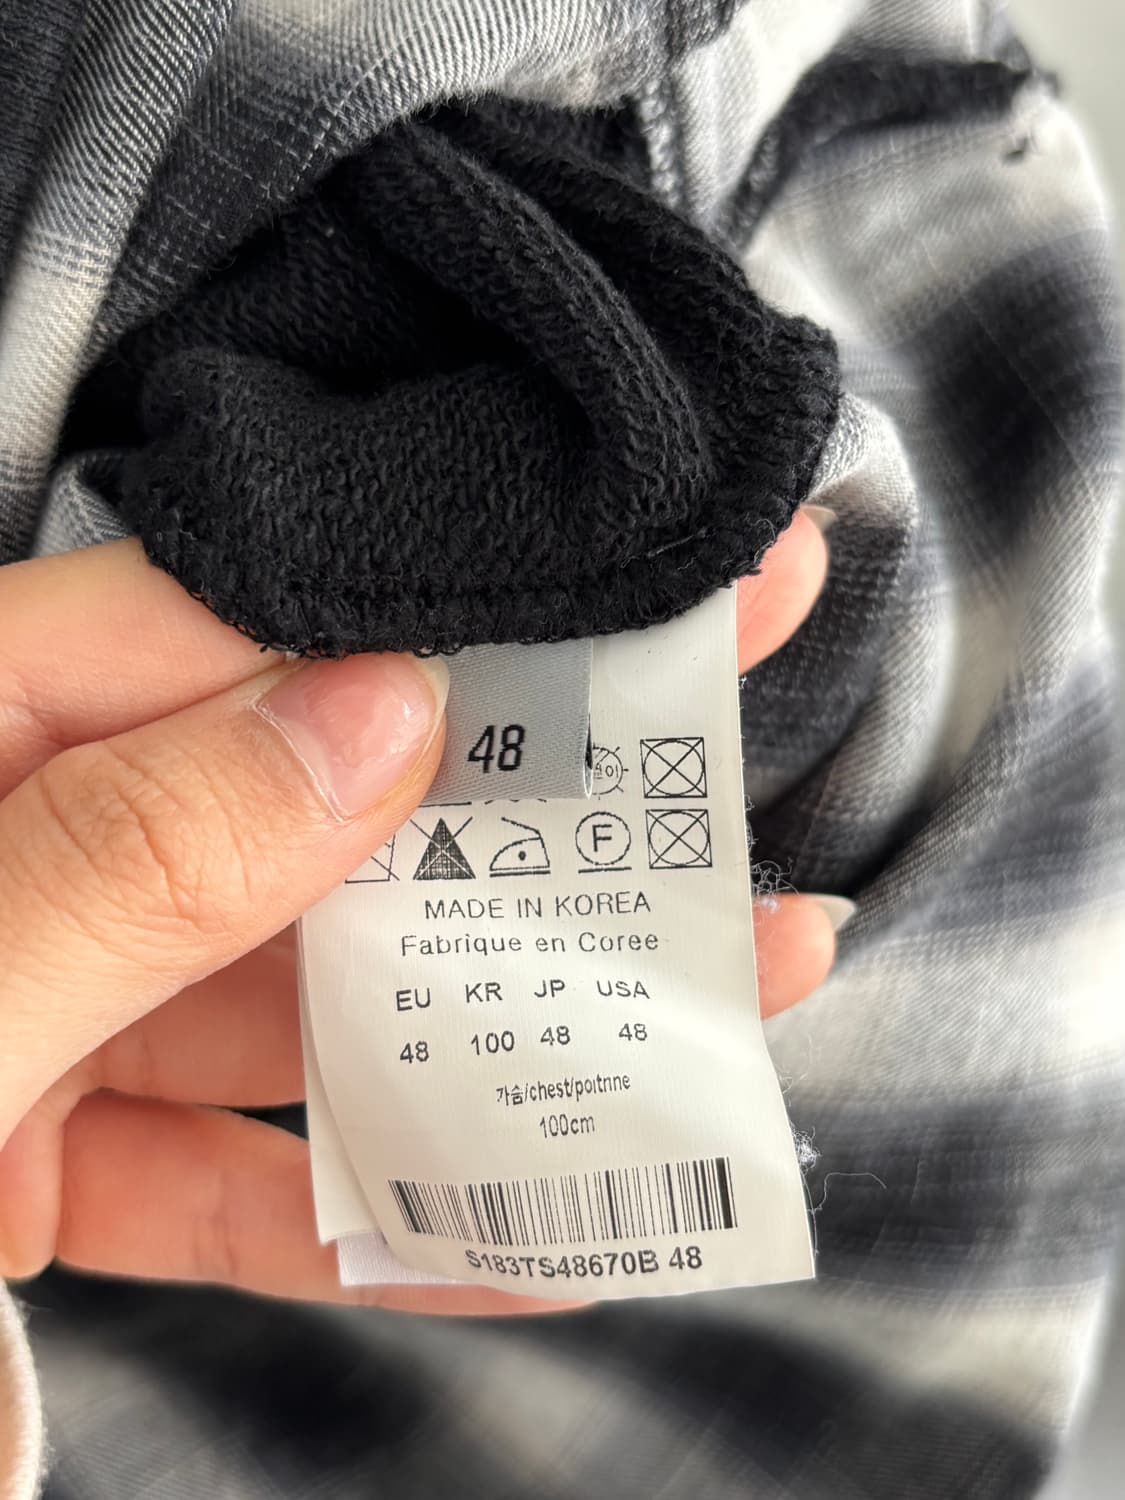 48
F
MADE IN KOREA
Fabrique en Coree
EU KR JP USA
48 100 48 48
가슴/chest/poitnne
100cm
S183TS48670B 48